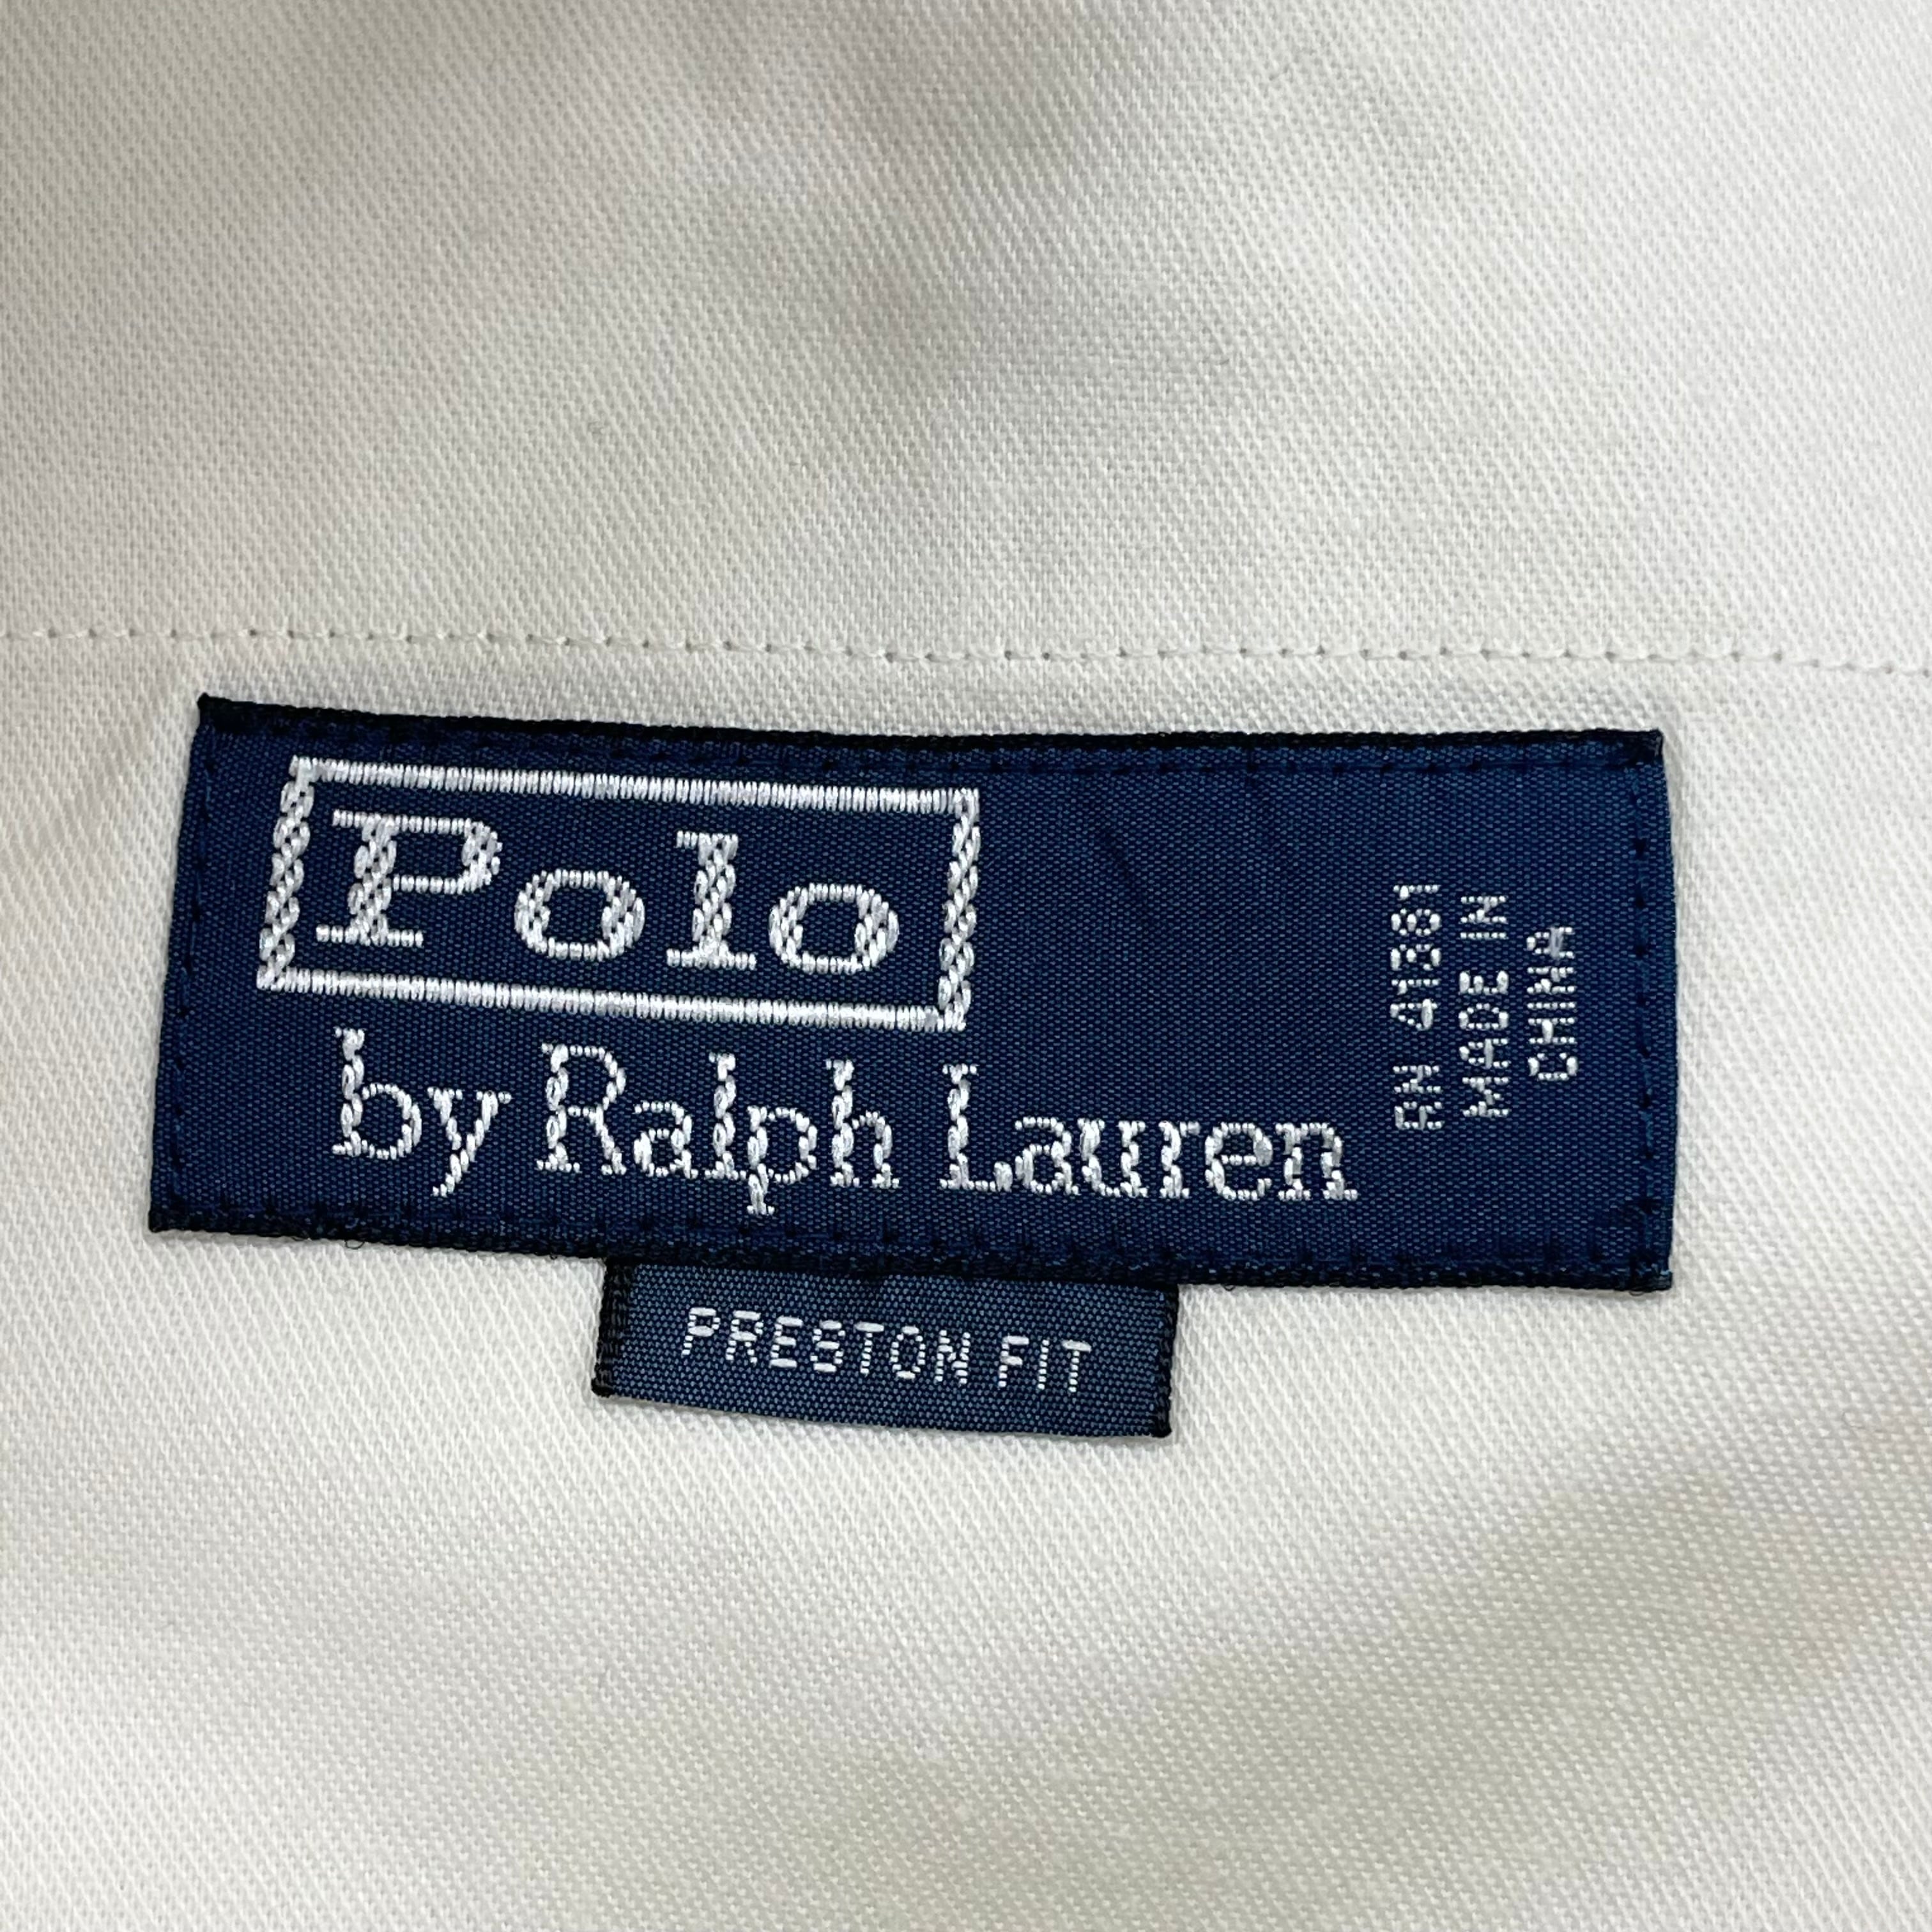 Polo
by Ralph Lauren
RN 41381
MADE IN
CHINA
PRESTON FIT